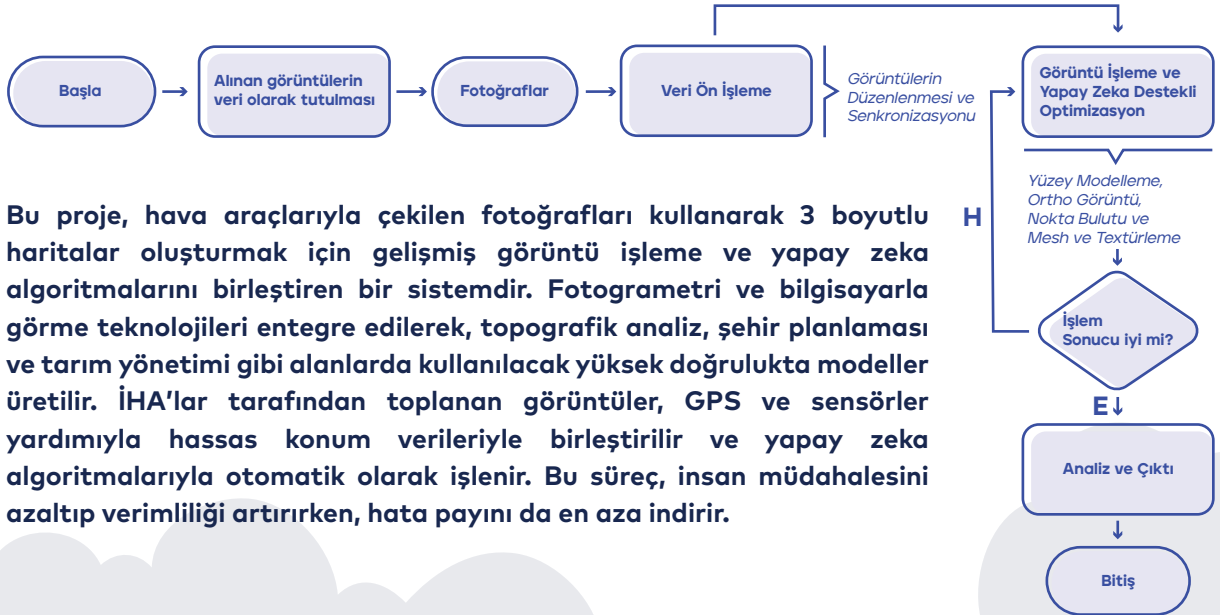 Başla
Alınan görüntülerin
veri olarak tutulması
Fotoğraflar
Veri Ön İşleme
Görüntülerin
Düzenlenmesi ve
Senkronizasyonu
Görüntü İşleme ve
Yapay Zeka Destekli
Optimizasyon
Yüzey Modelleme,
Ortho Görüntü,
Nokta Bulutu ve
Mesh ve Textürleme
H
İşlem
Sonucu iyi mi?
E
Analiz ve Çıktı
Bitiş
Bu proje, hava araçlarıyla çekilen fotoğrafları kullanarak 3 boyutlu
haritalar oluşturmak için gelişmiş görüntü işleme ve yapay zeka
algoritmalarını birleştiren bir sistemdir. Fotogrametri ve bilgisayarla
görme teknolojileri entegre edilerek, topografik analiz, şehir planlaması
ve tarım yönetimi gibi alanlarda kullanılacak yüksek doğrulukta modeller
üretilir. İHA'lar tarafından toplanan görüntüler, GPS ve sensörler
yardımıyla hassas konum verileriyle birleştirilir ve yapay zeka
algoritmalarıyla otomatik olarak işlenir. Bu süreç, insan müdahalesini
azaltıp verimliliği artırırken, hata payını da en aza indirir.